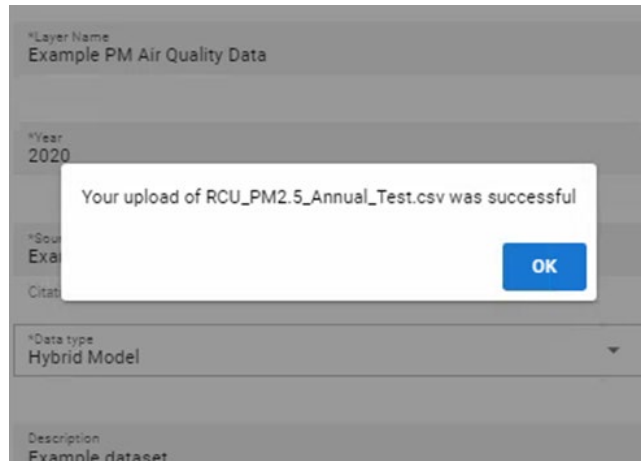 *Layer Name
Example PM Air Quality Data
*Year
2020
Your upload of RCU_PM2.5_Annual_Test.csv was successful
OK
*Data type
Hybrid Model
Description
Example dataset